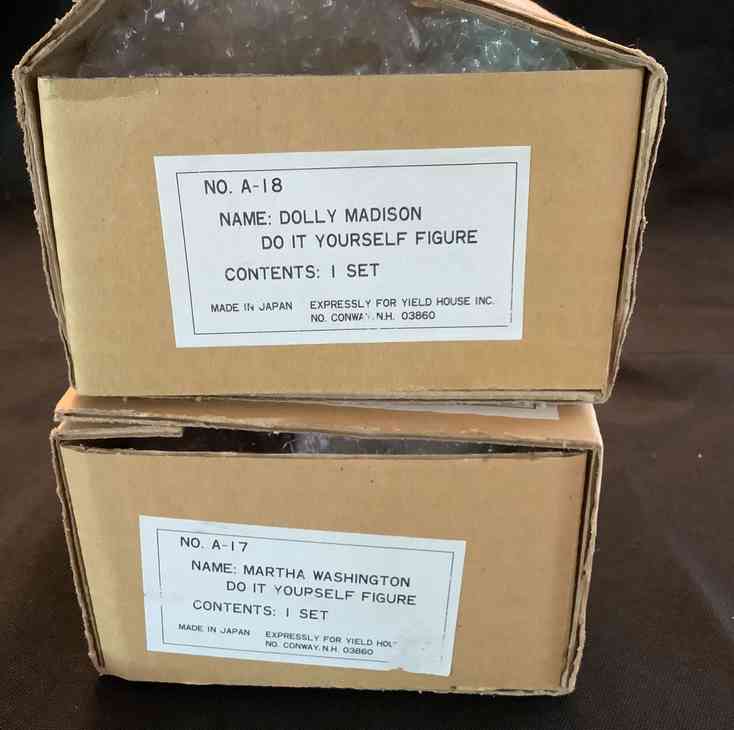 NO. A-18
NAME: DOLLY MADISON
DO IT YOURSELF FIGURE
CONTENTS: 1 SET
MADE IN JAPAN EXPRESSLY FOR YIELD HOUSE INC.
NO. CONWAY, N.H. 03860
NO. A-17
NAME: MARTHA WASHINGTON
DO IT YOURSELF FIGURE
CONTENTS: 1 SET
MADE IN JAPAN EXPRESSLY FOR YIELD
NO. CONWAY, N.H. 03860